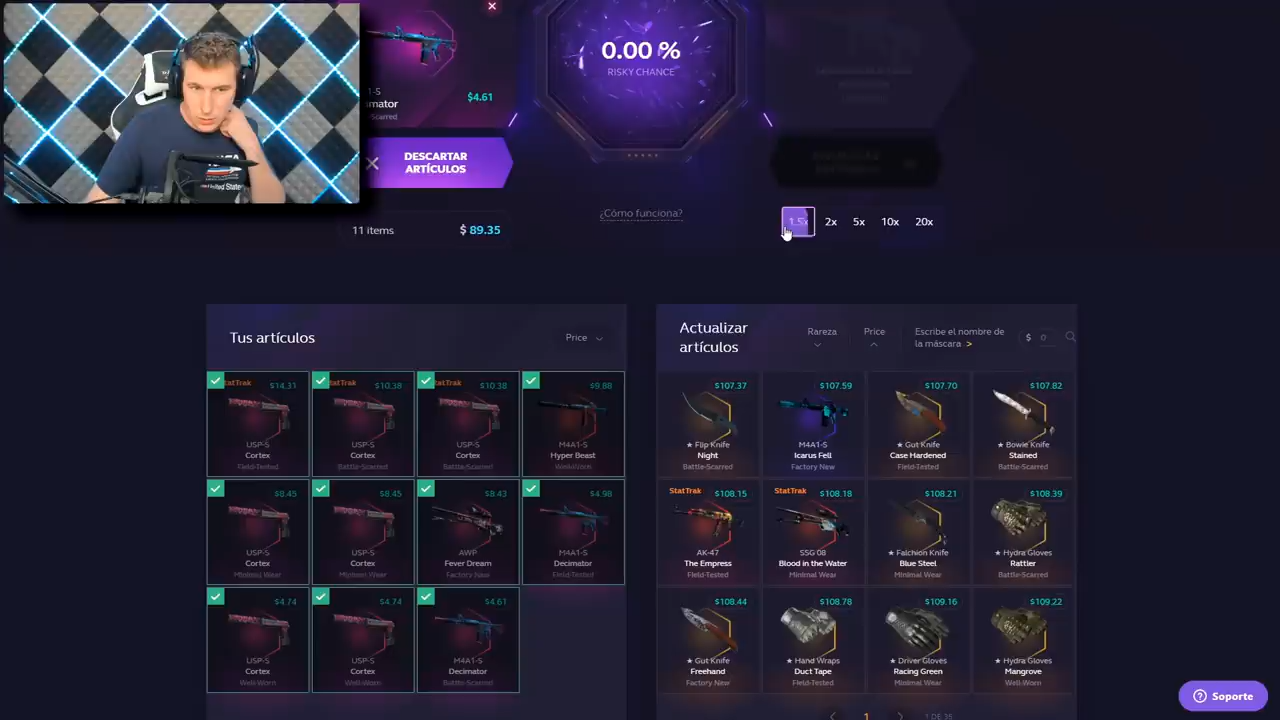 0.00 %
RISKY CHANCE
$4.61
DESCARTAR
ARTÍCULOS
11 items
$ 89.35
¿Cómo funciona?
1.5x
2x
5x
10x
20x
United States
Tus artículos
Price
Actualizar
artículos
Rareza
Price
Escribe el nombre de
la máscara >
$ 0
StatTrak $14.31
USP-S
Cortex
Field-Tested
StatTrak $10.38
USP-S
Cortex
Battle-Scarred
StatTrak $10.38
USP-S
Cortex
Battle-Scarred
$9.88
M4A1-S
Hyper Beast
Well-Worn
$8.45
USP-S
Cortex
Minimal Wear
$8.45
USP-S
Cortex
Minimal Wear
$8.43
AWP
Fever Dream
Factory New
$4.98
M4A1-S
Decimator
Field-Tested
$4.74
USP-S
Cortex
Well-Worn
$4.74
USP-S
Cortex
Well-Worn
$4.61
M4A1-S
Decimator
Battle-Scarred
$107.37
★ Flip Knife
Night
Battle-Scarred
$107.59
M4A1-S
Icarus Fell
Factory New
$107.70
★ Gut Knife
Case Hardened
Field-Tested
$107.82
★ Bowie Knife
Stained
Battle-Scarred
StatTrak $108.15
AK-47
The Empress
Field-Tested
StatTrak $108.18
SSG 08
Blood in the Water
Minimal Wear
$108.21
★ Falchion Knife
Blue Steel
Minimal Wear
$108.39
★ Hydra Gloves
Rattler
Battle-Scarred
$108.44
★ Gut Knife
Freehand
Factory New
$108.78
★ Hand Wraps
Duct Tape
Field-Tested
$109.16
★ Driver Gloves
Racing Green
Minimal Wear
$109.22
★ Hydra Gloves
Mangrove
Well-Worn
1
1 DE 35
Soporte